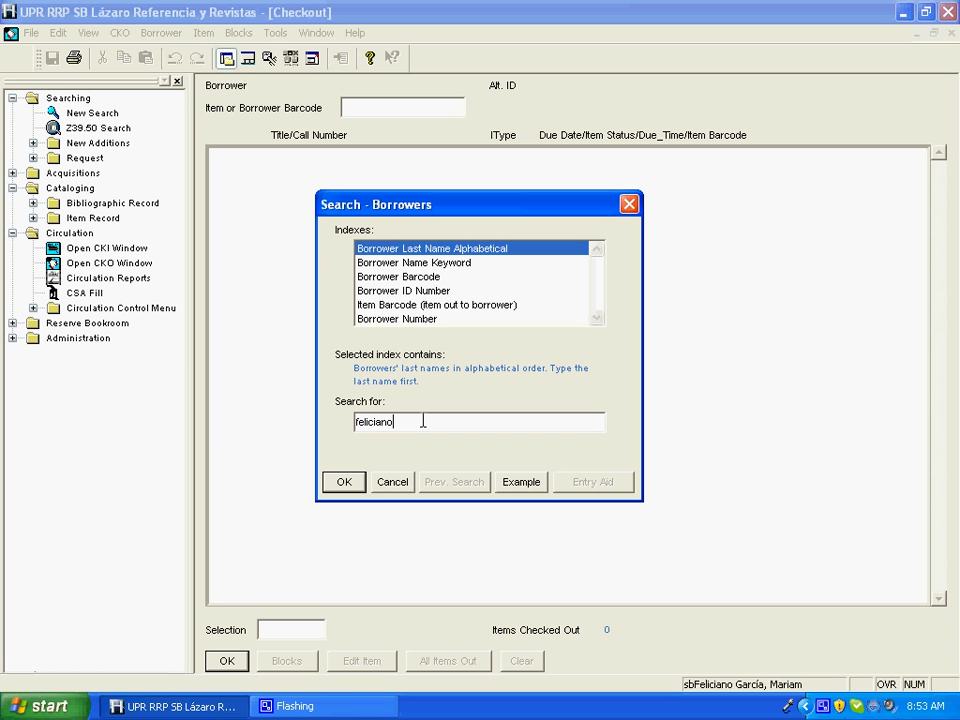 UPR RRP SB Lázaro Referencia y Revistas - [Checkout]
File Edit View CKO Borrower Item Blocks Tools Window Help
Searching
New Search
Z39.50 Search
New Additions
Request
Acquisitions
Cataloging
Bibliographic Record
Item Record
Circulation
Open CKI Window
Open CKO Window
Circulation Reports
CSA Fill
Circulation Control Menu
Reserve Bookroom
Administration
Borrower
Alt. ID
Item or Borrower Barcode
Title/Call Number IType Due Date/Item Status/Due_Time/Item Barcode
Search - Borrowers
Indexes:
Borrower Last Name Alphabetical
Borrower Name Keyword
Borrower Barcode
Borrower ID Number
Item Barcode (item out to borrower)
Borrower Number
Selected index contains:
Borrowers' last names in alphabetical order. Type the
last name first.
Search for:
feliciano
OK Cancel Prev. Search Example Entry Aid
Selection
Items Checked Out 0
OK Blocks Edit Item All Items Out Clear
sbFeliciano García, Mariam OVR NUM
start UPR RRP SB Lázaro R... Flashing 8:53 AM